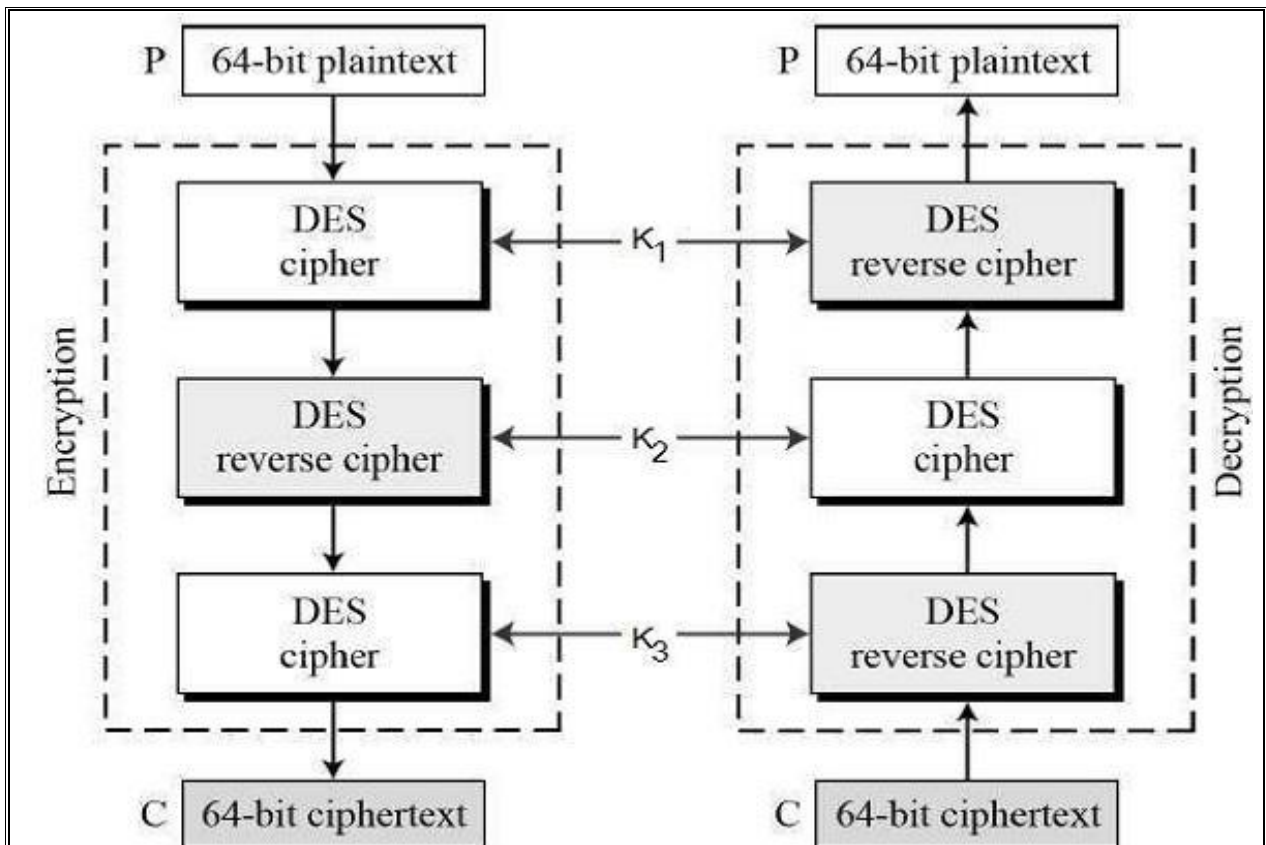 P 64-bit plaintext
Encryption
DES
cipher
DES
reverse cipher
DES
cipher
C 64-bit ciphertext
K1
K2
K3
P 64-bit plaintext
DES
reverse cipher
DES
cipher
DES
reverse cipher
Decryption
C 64-bit ciphertext